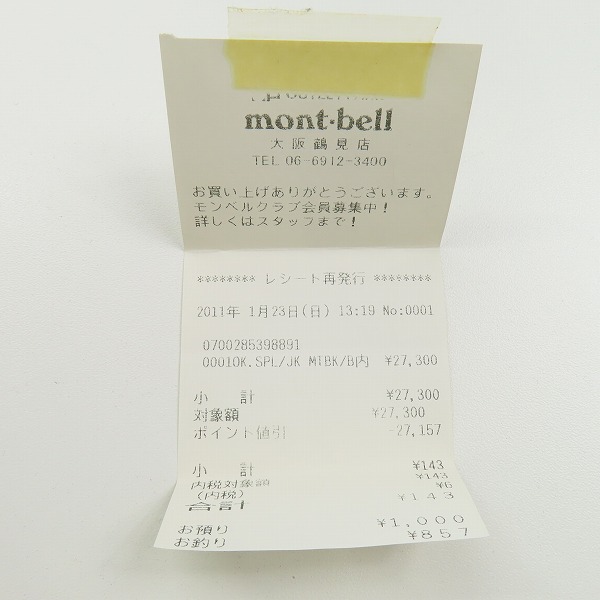 mont·bell
大阪鶴見店
TEL 06-6912-3400
お買い上げありがとうございます。
モンベルクラブ会員募集中！
詳しくはスタッフまで！
******** レシート再発行 ********
2011年 1月23日(日) 13:19 No:0001
0700285398891
00010K.SPL/JK MTBK/B内 ¥27,300
小 計 ¥27,300
対象額 ¥27,300
ポイント値引 -27,157
小 計 ¥143
内税対象額 ¥143
(内税) ¥6
合計 ¥143
お預り ¥1,000
お釣り ¥857